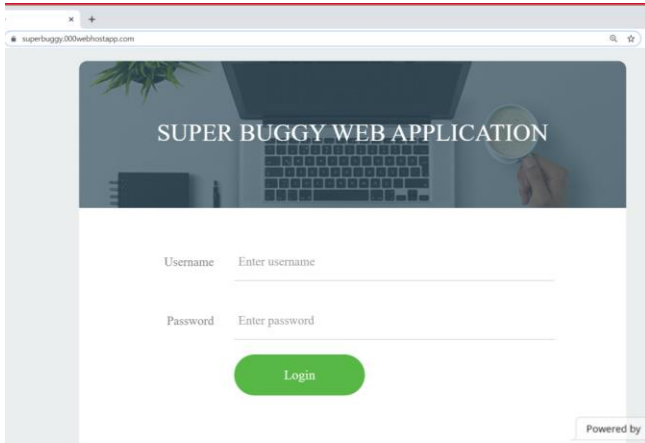 superbuggy.000webhostapp.com
SUPER BUGGY WEB APPLICATION
Username Enter username
Password Enter password
Login
Powered by